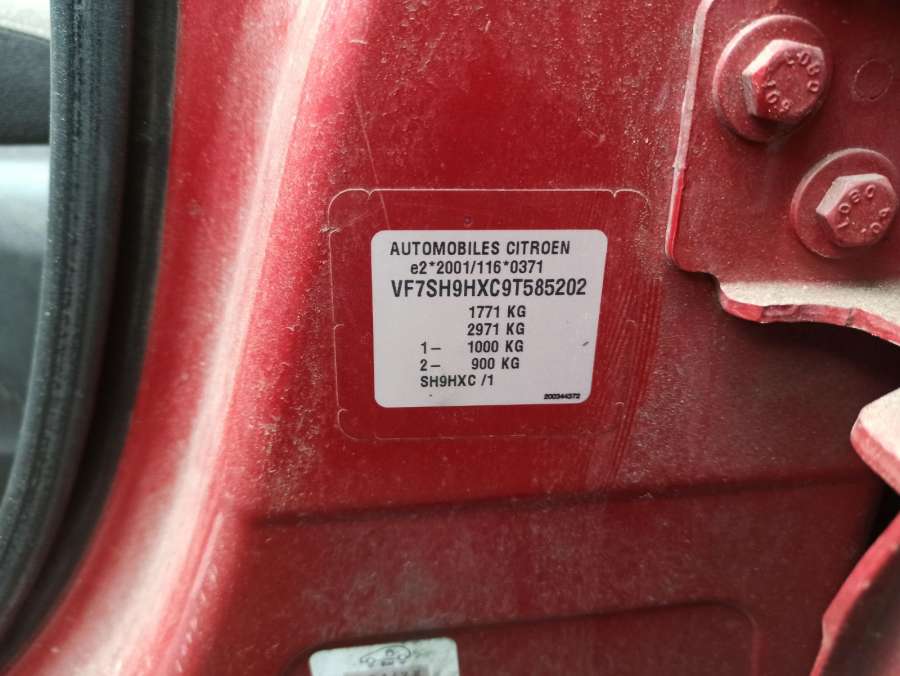 AUTOMOBILES CITROEN
e2*2001/116*0371
VF7SH9HXC9T585202
1771 KG
2971 KG
1– 1000 KG
2– 900 KG
SH9HXC /1
200344372